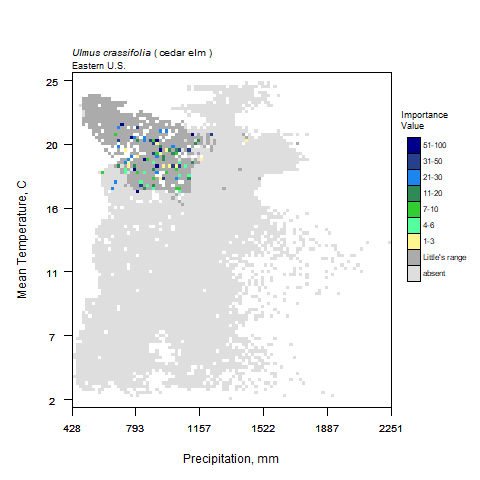 Ulmus crassifolia ( cedar elm )
Eastern U.S.
25
20
16
11
7
2
Mean Temperature, C
428 793 1157 1522 1887 2251
Precipitation, mm
Importance
Value
51-100
31-50
21-30
11-20
7-10
4-6
1-3
Little's range
absent